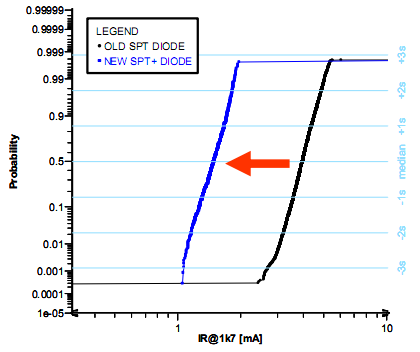 0.99999
0.9999
0.999
0.99
0.9
0.5
0.1
0.01
0.001
0.0001
1e-05
Probability
LEGEND
OLD SPT DIODE
NEW SPT+ DIODE
+3s
+2s
+1s
median
-1s
-2s
-3s
1
10
IR@1k7 [mA]